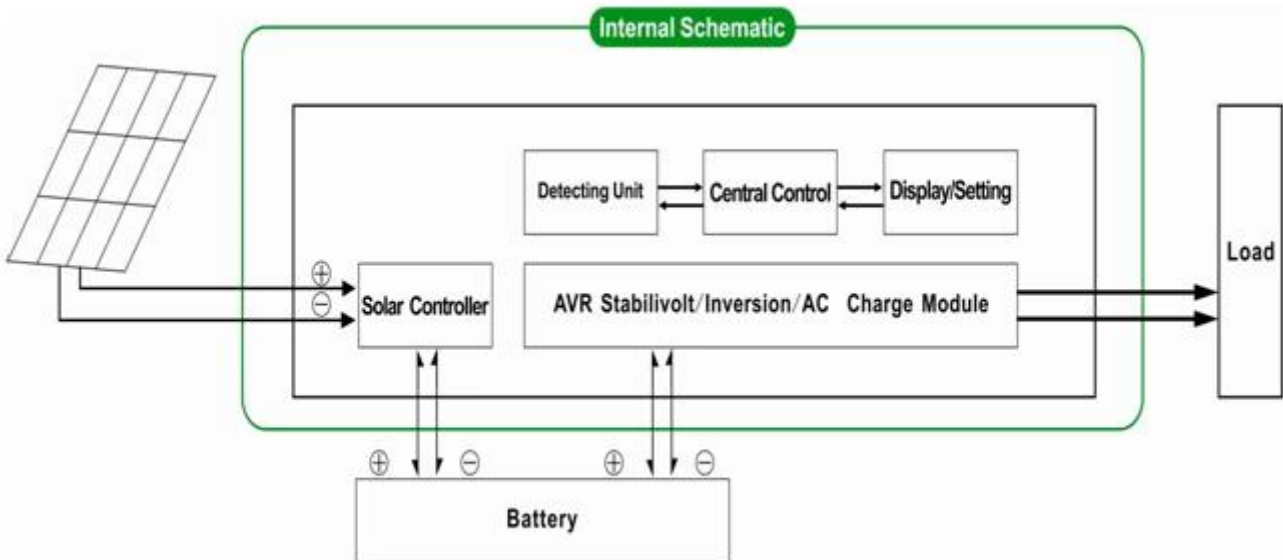 Internal Schematic
Detecting Unit
Central Control
Display/Setting
Load
⊕
⊖
Solar Controller
AVR Stabilivolt/Inversion/AC Charge Module
⊕ ⊖ ⊕ ⊖
Battery